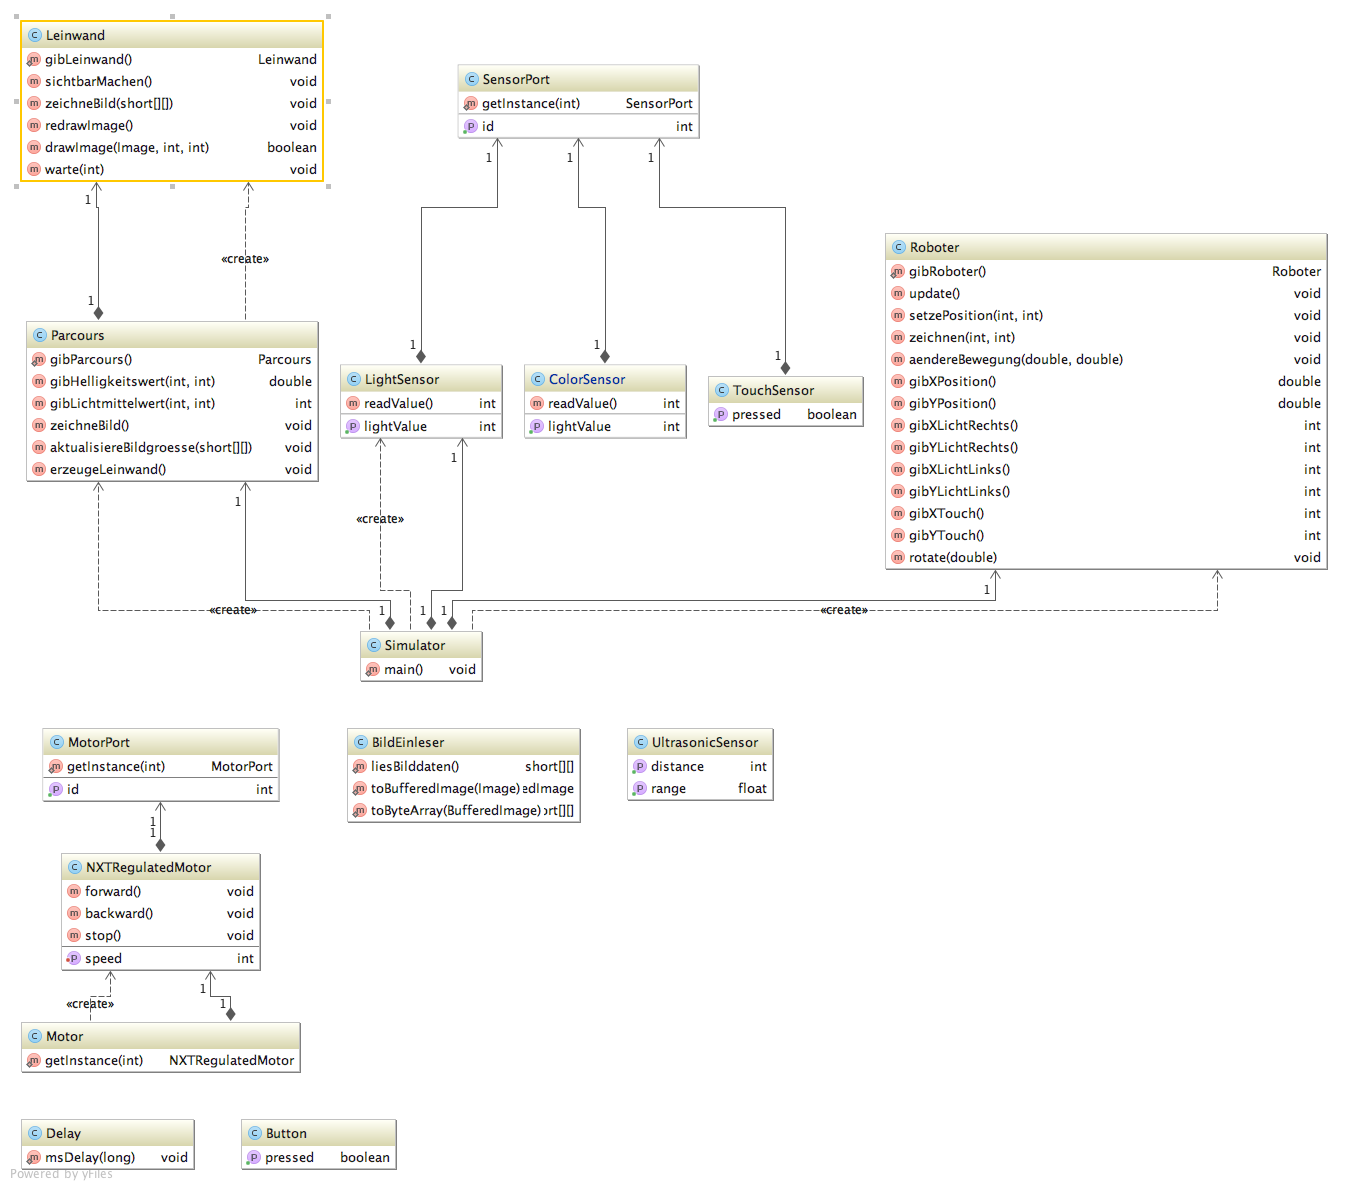 Leinwand
gibLeinwand() Leinwand
sichtbarMachen() void
zeichneBild(short[][]) void
redrawImage() void
drawImage(Image, int, int) boolean
warte(int) void
1
«create»
1
SensorPort
getInstance(int) SensorPort
id int
1 1 1
Roboter
gibRoboter() Roboter
update() void
setzePosition(int, int) void
zeichnen(int, int) void
aendereBewegung(double, double) void
gibXPosition() double
gibYPosition() double
gibXLichtRechts() int
gibYLichtRechts() int
gibXLichtLinks() int
gibYLichtLinks() int
gibXTouch() int
gibYTouch() int
rotate(double) void
Parcours
gibParcours() Parcours
gibHelligkeitswert(int, int) double
gibLichtmittelwert(int, int) int
zeichneBild() void
aktualisiereBildgroesse(short[][]) void
erzeugeLeinwand() void
1 1 1
LightSensor
readValue() int
lightValue int
ColorSensor
readValue() int
lightValue int
TouchSensor
pressed boolean
1
1
«create»
1
«create» 1 1 1 «create»
Simulator
main() void
MotorPort
getInstance(int) MotorPort
id int
BildEinleser
liesBilddaten() short[][]
toBufferedImage(Image) edImage
toByteArray(BufferedImage) ort[][]
UltrasonicSensor
distance int
range float
1
1
NXTRegulatedMotor
forward() void
backward() void
stop() void
speed int
1
«create» 1
Motor
getInstance(int) NXTRegulatedMotor
Delay
msDelay(long) void
Button
pressed boolean
Powered by yFiles